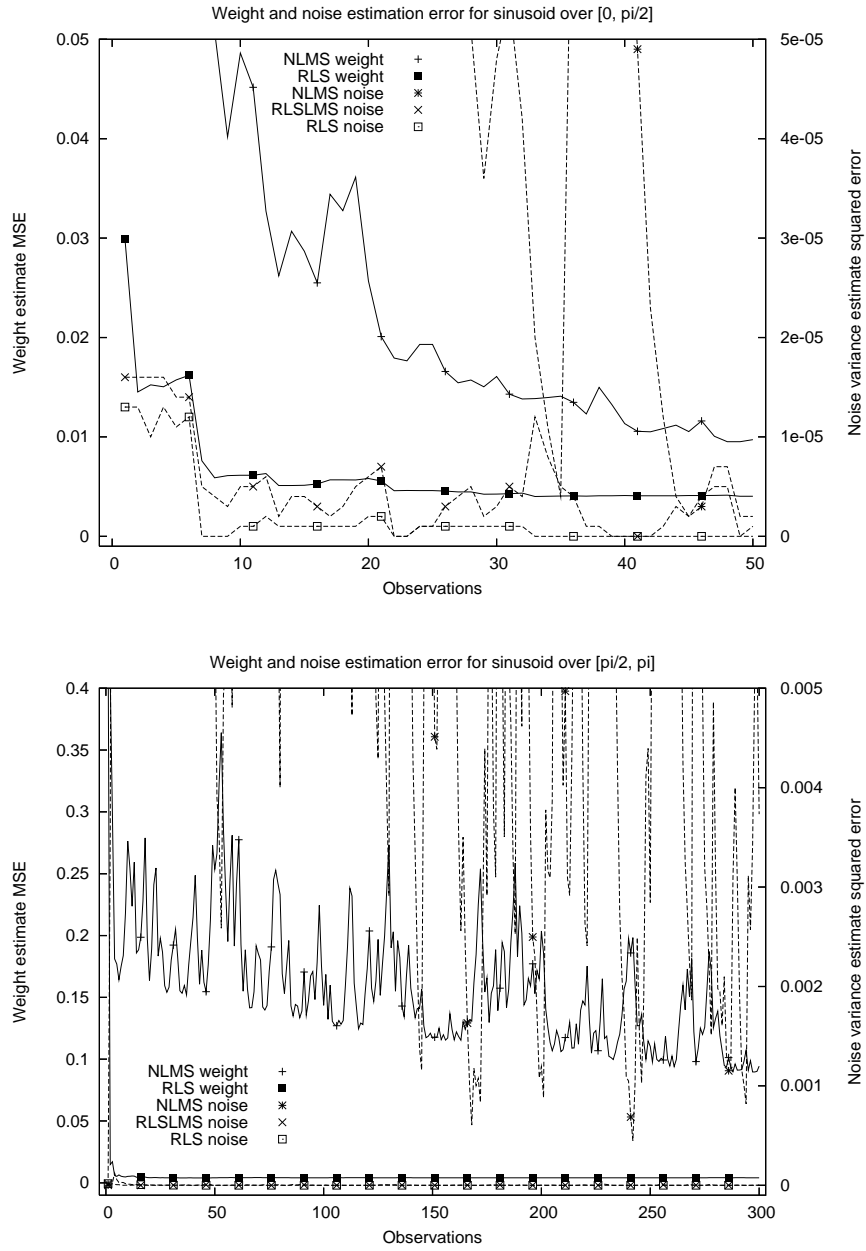 Weight and noise estimation error for sinusoid over [0, pi/2]
0.05
0.04
0.03
0.02
0.01
0
5e-05
4e-05
3e-05
2e-05
1e-05
0
NLMS weight
RLS weight
NLMS noise
RLSLMS noise
RLS noise
Weight estimate MSE
Noise variance estimate squared error
0 10 20 30 40 50
Observations
Weight and noise estimation error for sinusoid over [pi/2, pi]
0.4
0.35
0.3
0.25
0.2
0.15
0.1
0.05
0
0.005
0.004
0.003
0.002
0.001
0
NLMS weight
RLS weight
NLMS noise
RLSLMS noise
RLS noise
Weight estimate MSE
Noise variance estimate squared error
0 50 100 150 200 250 300
Observations